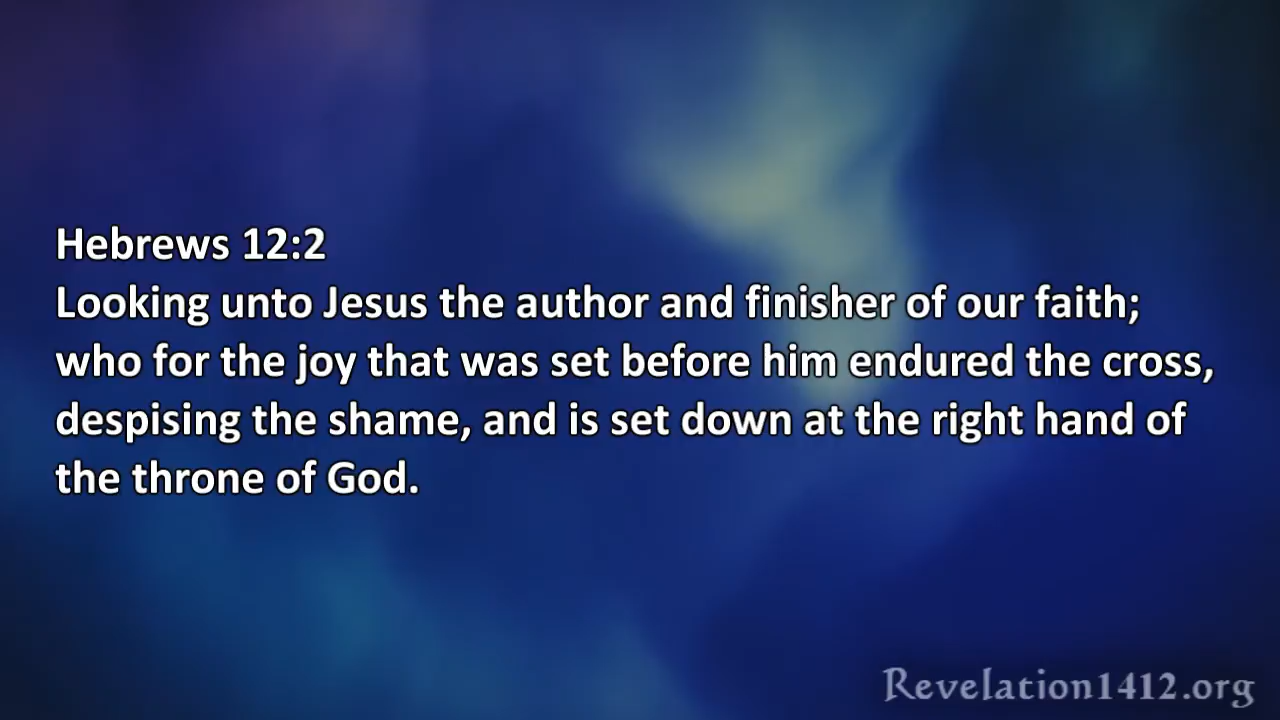 Hebrews 12:2
Looking unto Jesus the author and finisher of our faith;
who for the joy that was set before him endured the cross,
despising the shame, and is set down at the right hand of
the throne of God.
Revelation1412.org